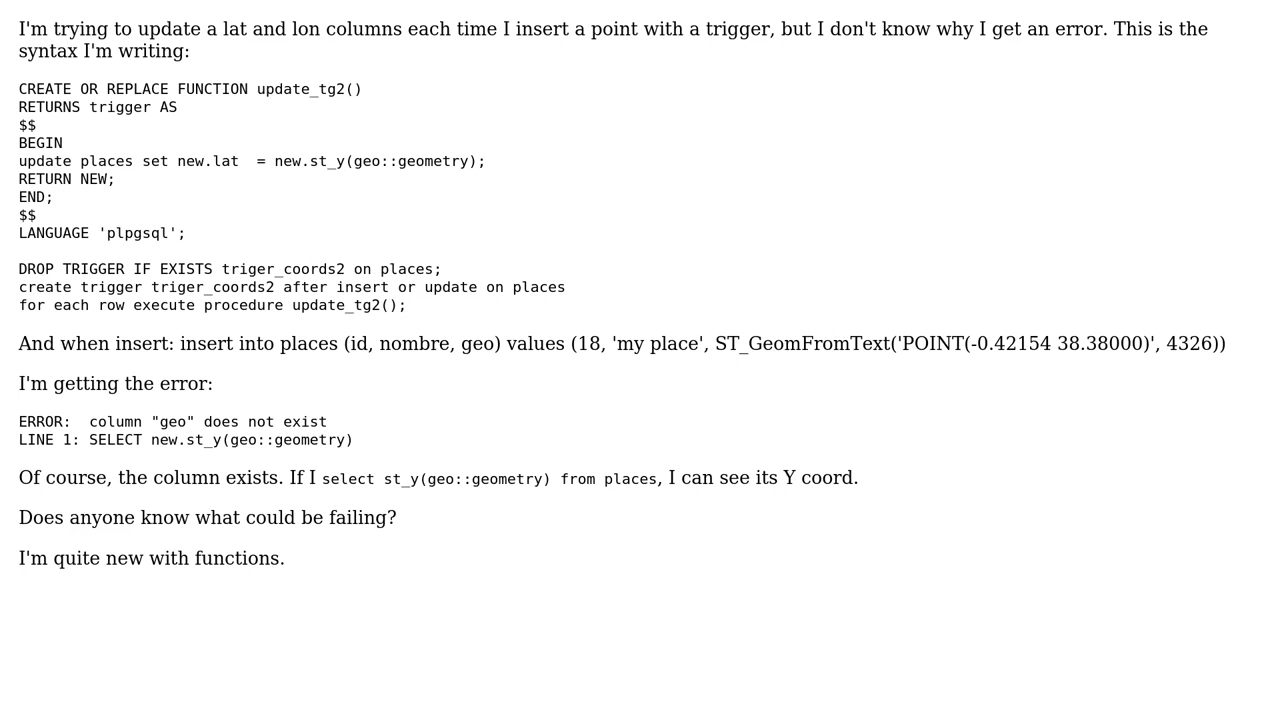 I'm trying to update a lat and lon columns each time I insert a point with a trigger, but I don't know why I get an error. This is the
syntax I'm writing:
CREATE OR REPLACE FUNCTION update_tg2()
RETURNS trigger AS
$$
BEGIN
update places set new.lat  = new.st_y(geo::geometry);
RETURN NEW;
END;
$$
LANGUAGE 'plpgsql';
DROP TRIGGER IF EXISTS triger_coords2 on places;
create trigger triger_coords2 after insert or update on places
for each row execute procedure update_tg2();
And when insert: insert into places (id, nombre, geo) values (18, 'my place', ST_GeomFromText('POINT(-0.42154 38.38000)', 4326))
I'm getting the error:
ERROR:  column "geo" does not exist
LINE 1: SELECT new.st_y(geo::geometry)
Of course, the column exists. If I select st_y(geo::geometry) from places, I can see its Y coord.
Does anyone know what could be failing?
I'm quite new with functions.